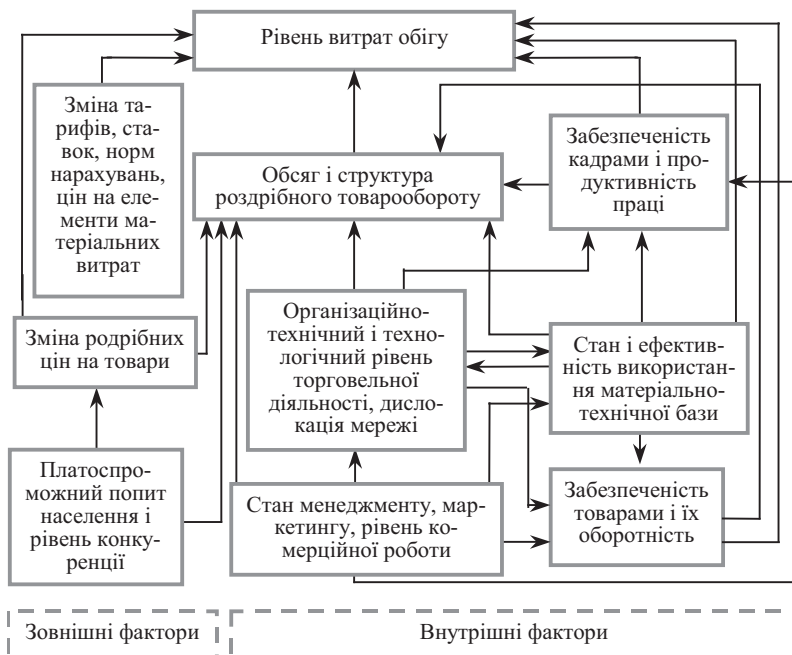 Рівень витрат обігу
Зміна та-
рифів, ста-
вок, норм
нарахувань,
цін на еле-
менти ма-
теріальних
витрат
Забезпеченість
кадрами і про-
дуктивність
праці
Обсяг і структура
роздрібного товарообороту
Зміна родрібних
цін на товари
Організаційно-
технічний і техно-
логічний рівень
торговельної
діяльності, дисло-
кація мережі
Стан і ефектив-
ність використан-
ня матеріально-
технічної бази
Платоспро-
можний попит
населення і
рівень конку-
ренції
Стан менеджменту, мар-
кетингу, рівень ко-
мерційної роботи
Забезпеченість
товарами і їх
оборотність
Зовнішні фактори
Внутрішні фактори